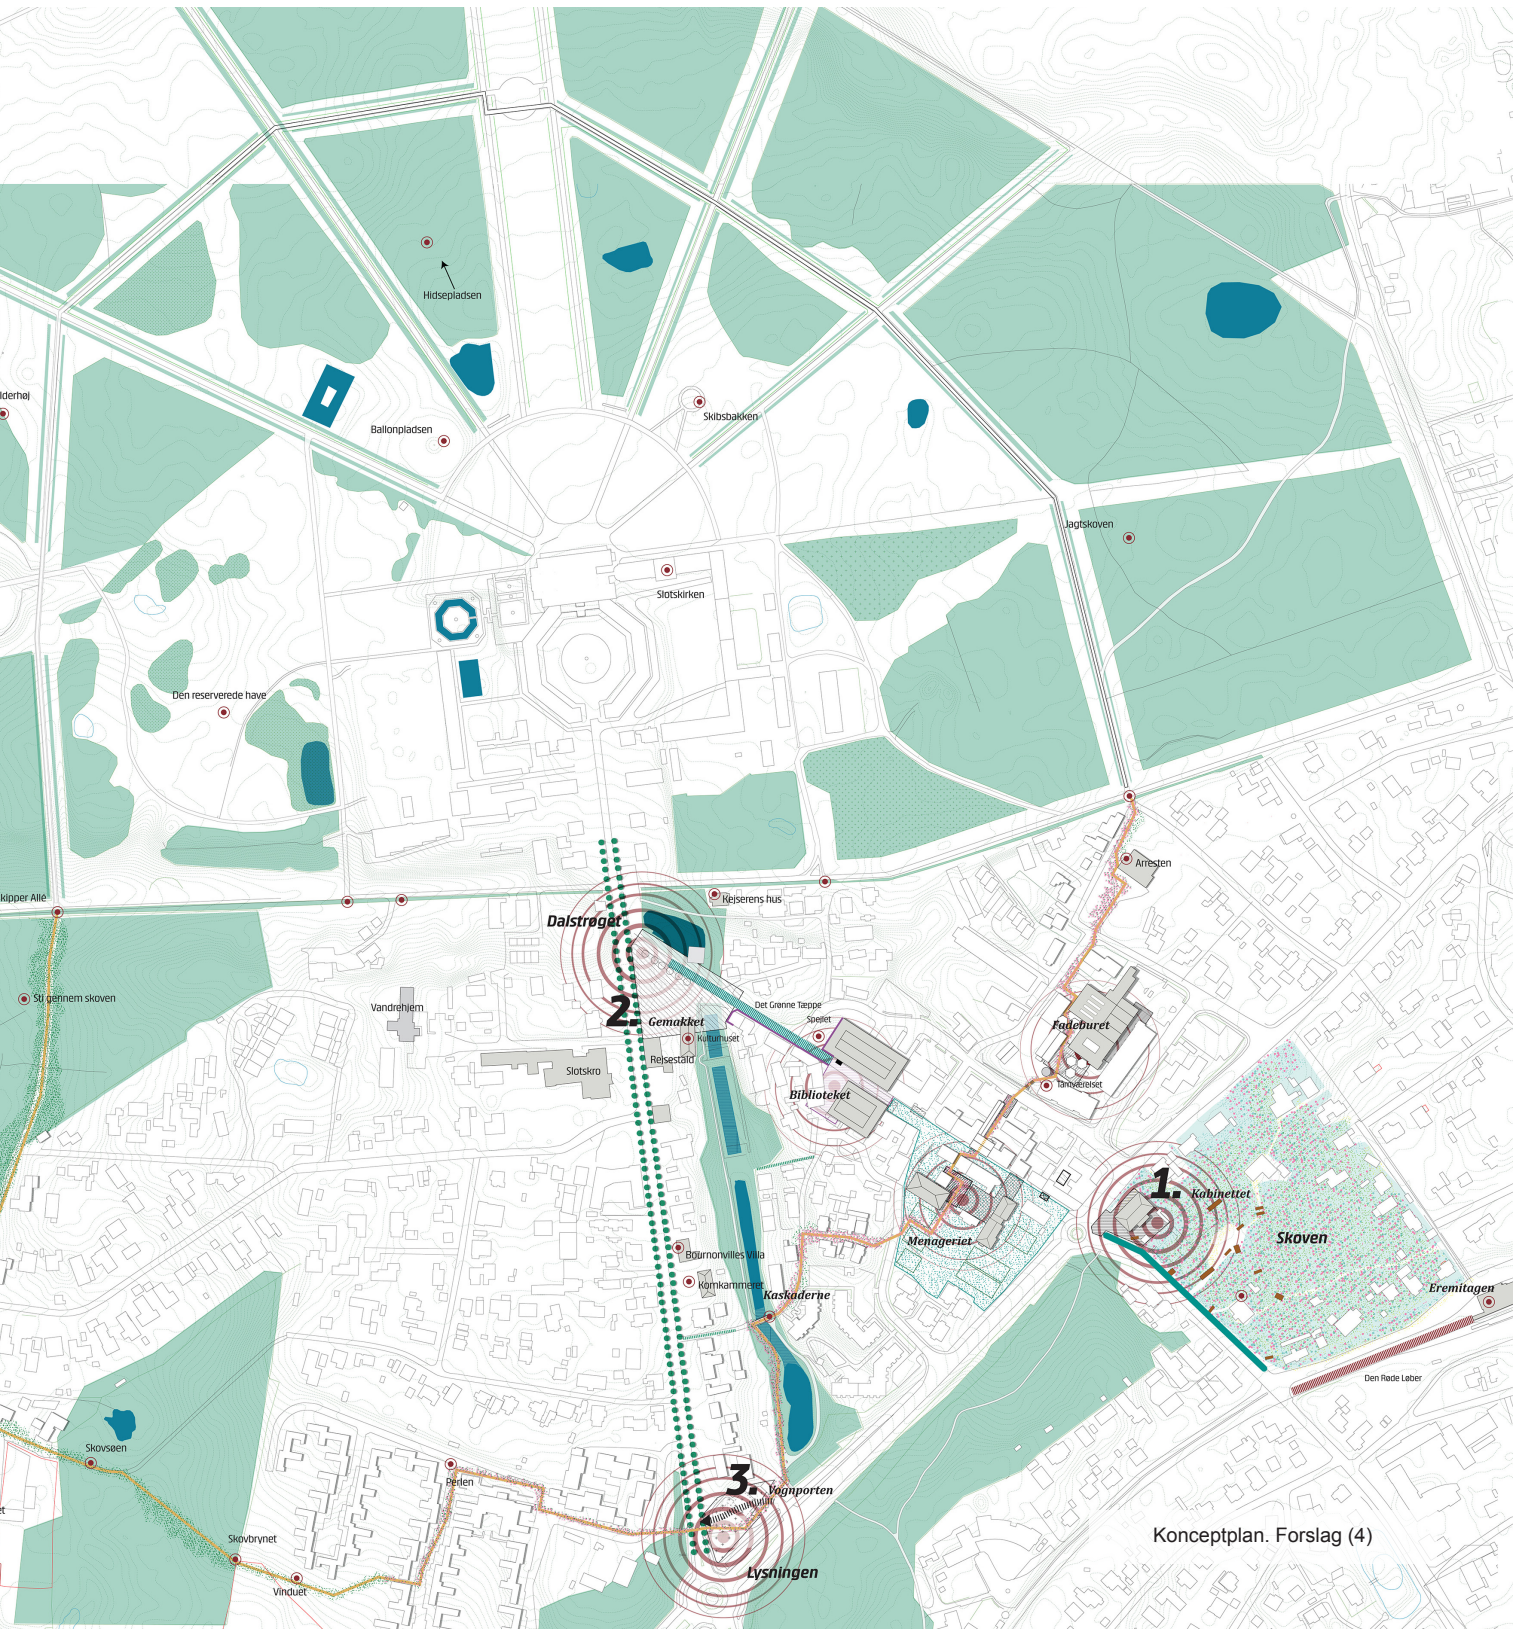 Hidsepladsen
lderhøj
Skibsbakken
Ballonpladsen
Jagtskoven
Slotskirken
Den reserverede have
Arresten
kipper Allé
Kejserens hus
Dalstrøget
Sti gennem skoven
Vandrehjem
Det Grønne Tæppe
2.
Gemakket
Spejlet
Fadeburet
Kulturhuset
Rejsestald
Slotskro
Tårnværelset
Biblioteket
1.
Kabinettet
Skoven
Menageriet
Bournonvilles Villa
Kornkammeret
Kaskaderne
Eremitagen
Den Røde Løber
Skovsøen
Perlen
3.
Vognporten
et
Skovbrynet
Konceptplan. Forslag (4)
Vinduet
Lysningen